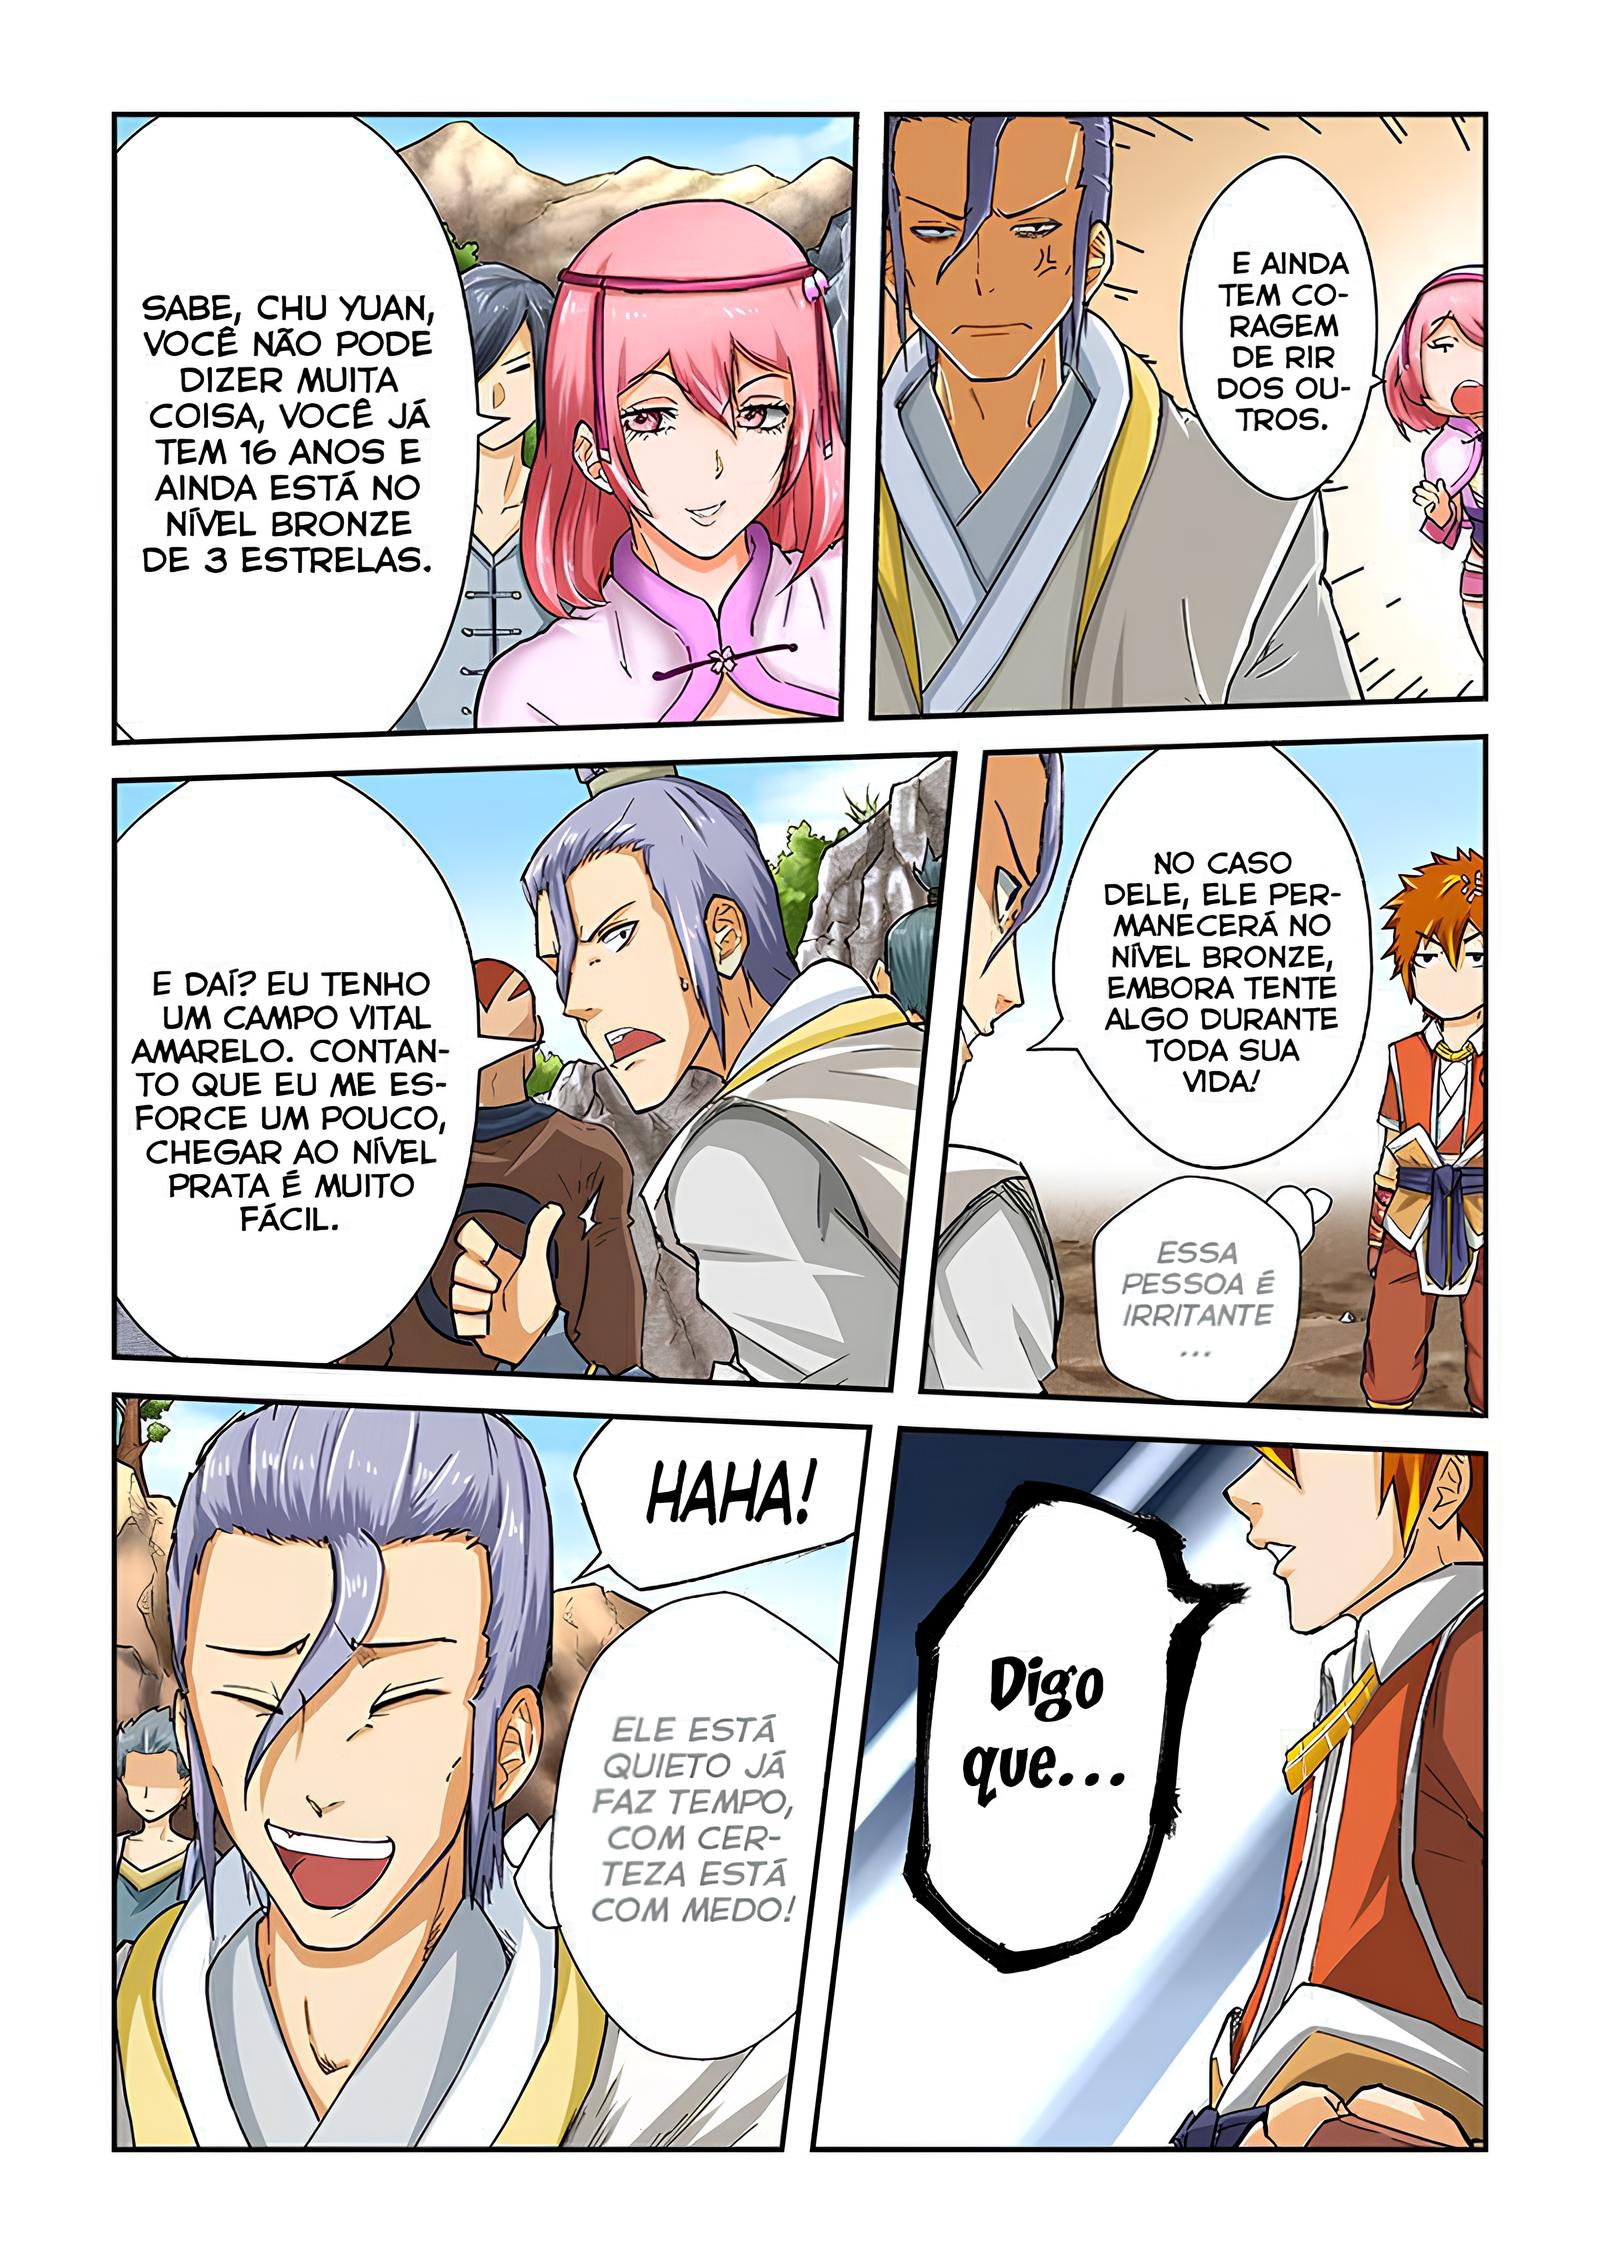 SABE, CHU YUAN,
VOCÊ NÃO PODE
DIZER MUITA
COISA, VOCÊ JÁ
TEM 16 ANOS E
AINDA ESTÁ NO
NÍVEL BRONZE
DE 3 ESTRELAS.
E AINDA
TEM CO-
RAGEM
DE RIR
DOS OU-
TROS.
E DAÍ? EU TENHO
UM CAMPO VITAL
AMARELO. CONTAN-
TO QUE EU ME ES-
FORCE UM POUCO,
CHEGAR AO NÍVEL
PRATA É MUITO
FÁCIL.
NO CASO
DELE, ELE PER-
MANECERÁ NO
NÍVEL BRONZE,
EMBORA TENTE
ALGO DURANTE
TODA SUA
VIDA!
ESSA
PESSOA É
IRRITANTE
...
HAHA!
ELE ESTÁ
QUIETO JÁ
FAZ TEMPO,
COM CER-
TEZA ESTÁ
COM MEDO!
Digo
que...